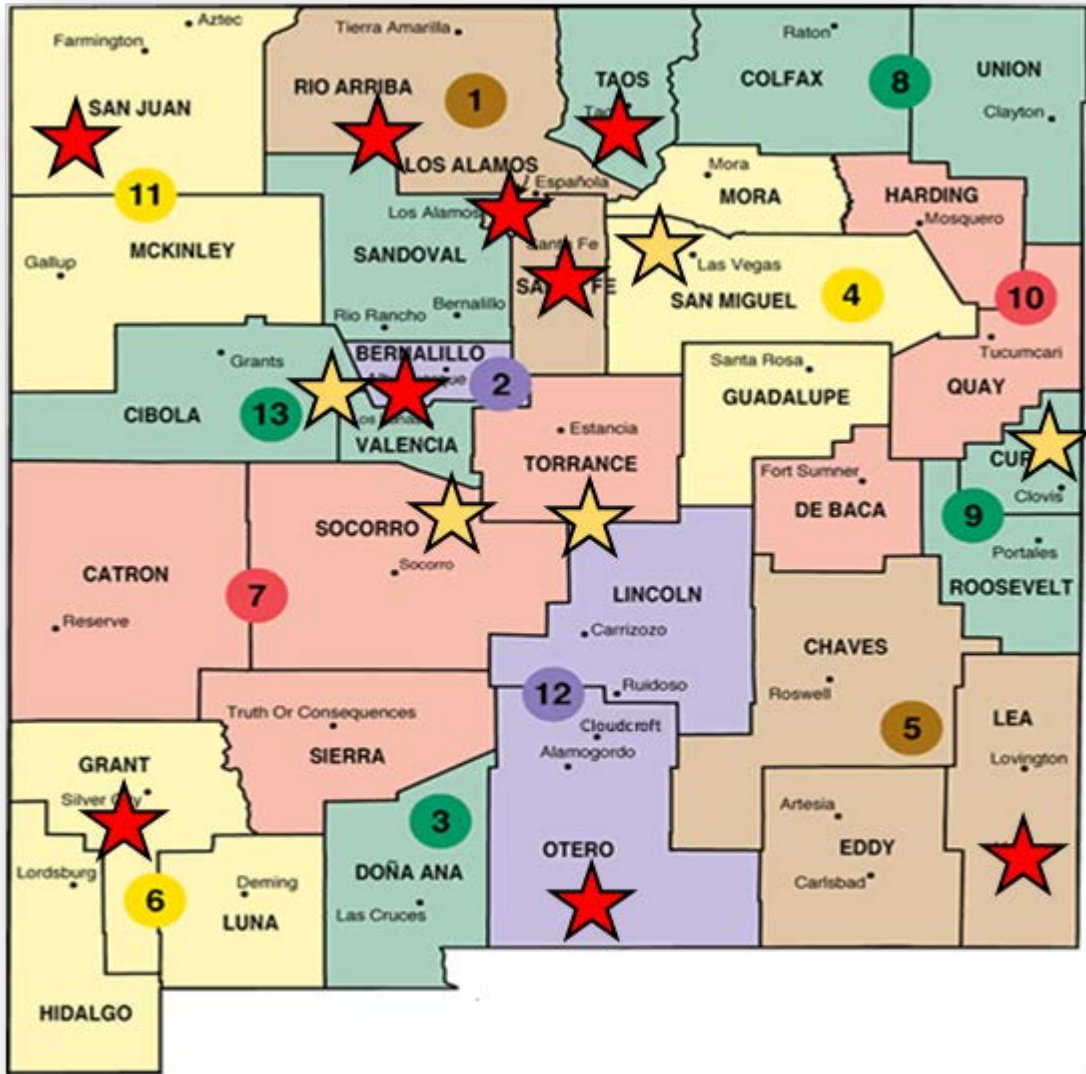 Aztec
Farmington
SAN JUAN
11
Tierra Amarilla
RIO ARRIBA
1
LOS ALAMOS
Española
Los Alamos
TAOS
Raton
COLFAX
8
UNION
Clayton
Mora
MORA
HARDING
Mosquero
MCKINLEY
Gallup
SANDOVAL
Rio Rancho
Bernalillo
Santa Fe
FE
Las Vegas
SAN MIGUEL
4
10
Tucumcari
QUAY
Grants
CIBOLA
13
BERNALILLO
2
VALENCIA
Estancia
TORRANCE
Santa Rosa
GUADALUPE
Fort Sumner
DE BACA
Clovis
9
Portales
ROOSEVELT
CATRON
Reserve
7
SOCORRO
Socorro
LINCOLN
Carrizozo
Ruidoso
CHAVES
Roswell
5
LEA
Lovington
Truth Or Consequences
SIERRA
12
Cloudcroft
Alamogordo
OTERO
GRANT
Silver
Lordsburg
6
Deming
LUNA
HIDALGO
3
DOÑA ANA
Las Cruces
Artesia
EDDY
Carlsbad